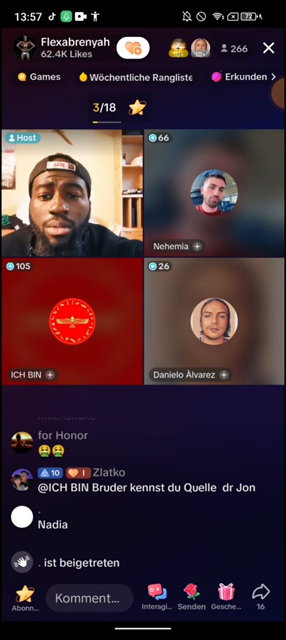 13:57
72
Flexabrenyah
62.4K Likes
266
Games
Wöchentliche Rangliste
Erkunden
3/18
Host
66
Nehemia
105
26
ICH BIN
Danielo Àlvarez
for Honor
10
I
Zlatko
@ICH BIN Bruder kennst du Quelle dr Jon
.
Nadia
. ist beigetreten
Abonn...
Komment...
Interagi...
Senden
Gesche...
16